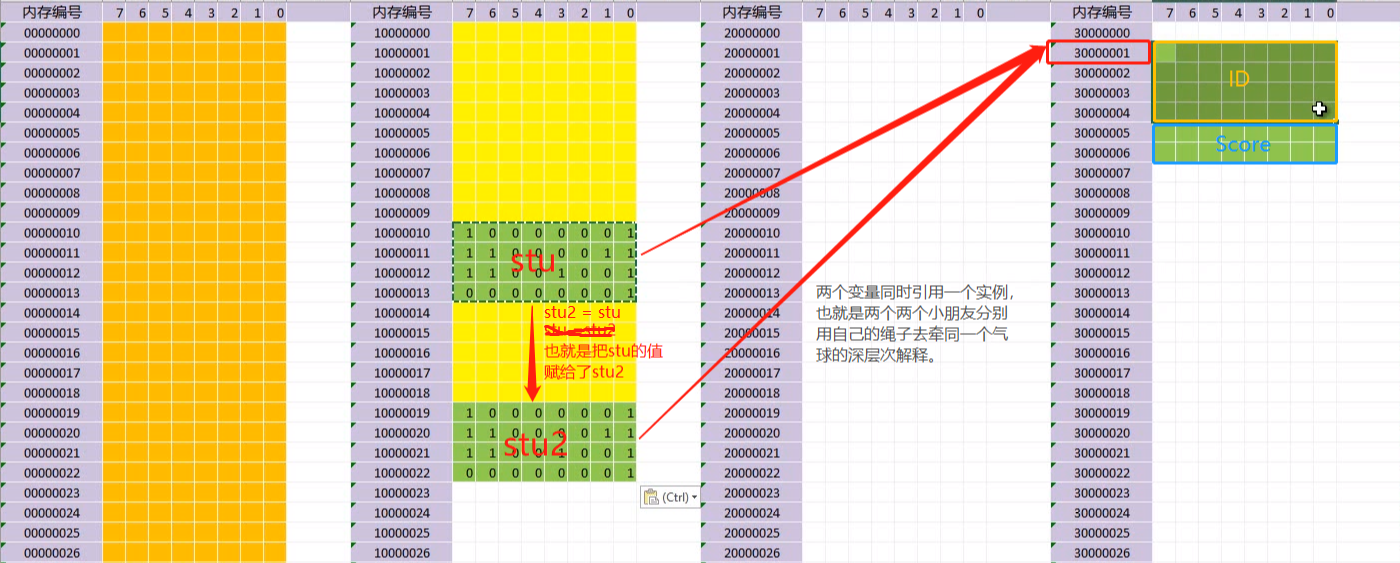 内存编号 7 6 5 4 3 2 1 0 内存编号 7 6 5 4 3 2 1 0 内存编号 7 6 5 4 3 2 1 0 内存编号 7 6 5 4 3 2 1 0
00000000 10000000 20000000 30000000
00000001 10000001 20000001 30000001
00000002 10000002 20000002 30000002
ID
00000003 10000003 20000003 30000003
00000004 10000004 20000004 30000004
00000005 10000005 20000005 30000005
Score
00000006 10000006 20000006 30000006
00000007 10000007 20000007 30000007
00000008 10000008 20000008 30000008
00000009 10000009 20000009 30000009
00000010 10000010 1 0 0 0 0 0 0 1 20000010 30000010
00000011 10000011 1 1 0 0 0 0 1 1 20000011 30000011
stu
00000012 10000012 1 1 0 0 1 0 0 1 20000012 30000012
00000013 10000013 0 0 0 0 0 0 0 1 20000013 30000013
00000014 10000014 20000014 30000014
00000015 10000015 20000015 30000015
00000016 10000016 20000016 30000016
00000017 10000017 20000017 30000017
00000018 10000018 20000018 30000018
stu2 = stu
stu = stu2
也就是把stu的值
赋给了stu2
两个变量同时引用一个实例，
也就是两个两个小朋友分别
用自己的绳子去牵同一个气
球的深层次解释。
00000019 10000019 1 0 0 0 0 0 0 1 20000019 30000019
00000020 10000020 1 1 0 0 0 0 1 1 20000020 30000020
stu2
00000021 10000021 1 1 0 0 1 0 0 1 20000021 30000021
00000022 10000022 0 0 0 0 0 0 0 1 20000022 30000022
00000023 10000023 20000023 30000023
(Ctrl)
00000024 10000024 20000024 30000024
00000025 10000025 20000025 30000025
00000026 10000026 20000026 30000026